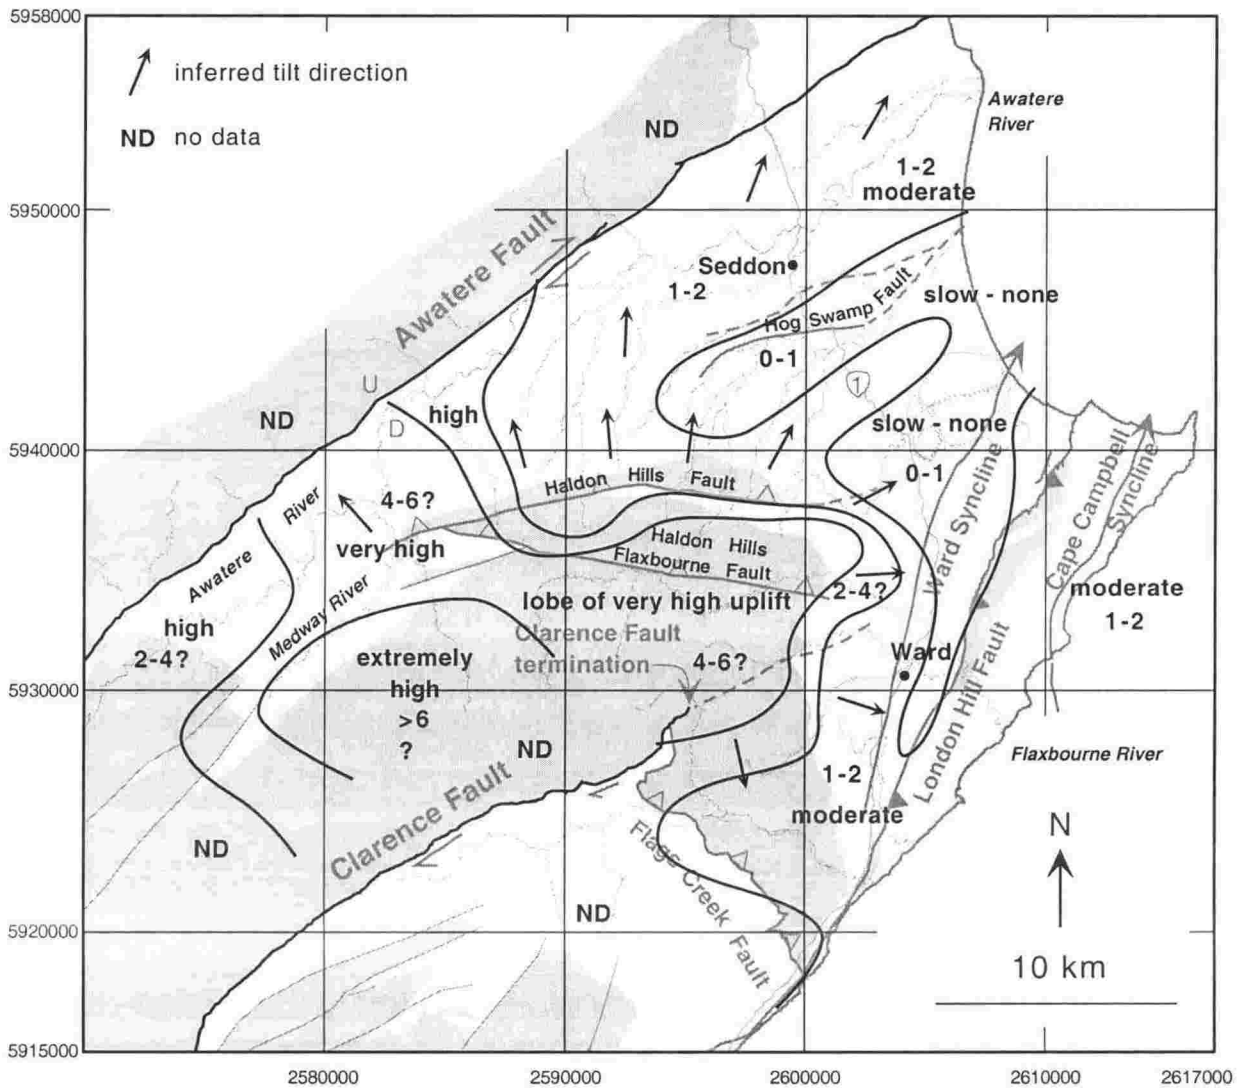 5958000
inferred tilt direction
ND no data
ND
Awatere
River
1-2
moderate
5950000
Awatere Fault
Seddon
1-2
Hog Swamp Fault
slow - none
0-1
1
U
D
ND
high
slow - none
5940000
0-1
Haldon Hills Fault
4-6?
very high
Awatere River
Medway River
Haldon Hills
Flaxbourne Fault
Ward Syncline
Cape Campbell
Syncline
2-4?
moderate
1-2
lobe of very high uplift
high
2-4?
Clarence Fault
termination
4-6?
Ward
extremely
high
>6
?
5930000
London Hill Fault
ND
Flaxbourne River
1-2
moderate
Clarence Fault
ND
Flags Creek Fault
N
ND
5920000
10 km
5915000
2580000
2590000
2600000
2610000
2617000